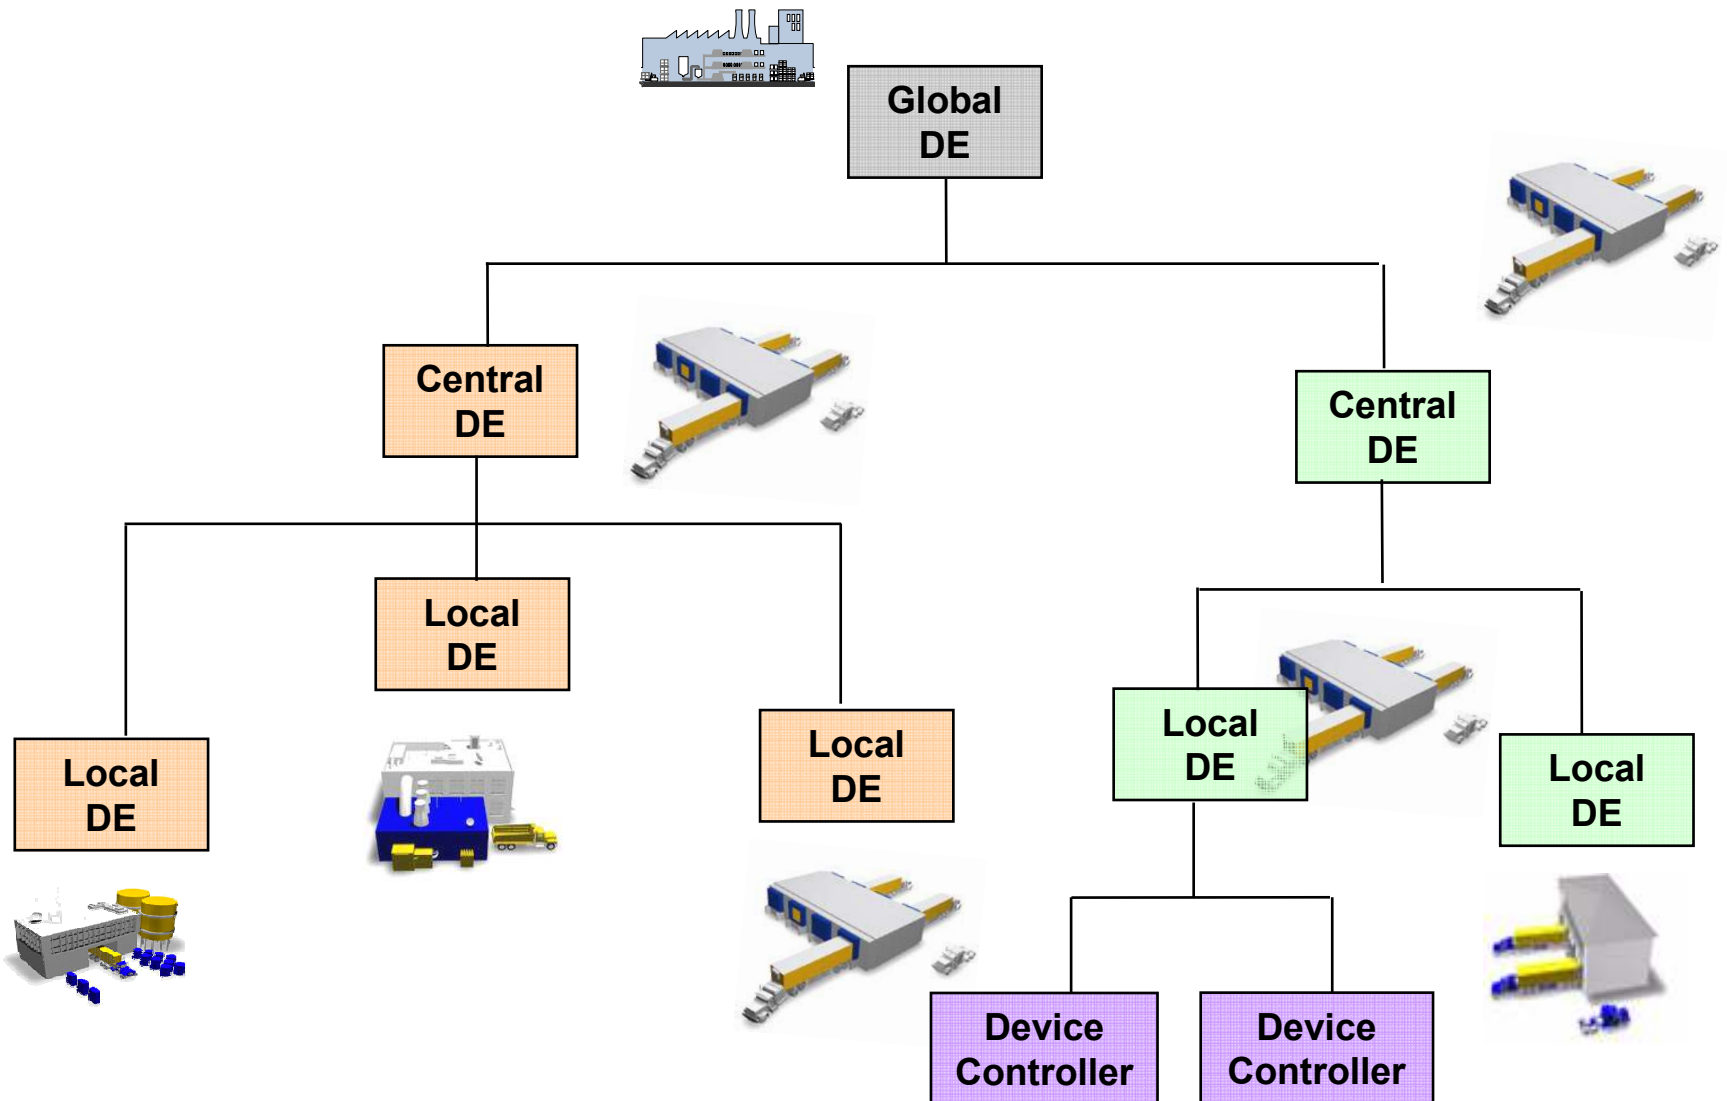 Global
DE
Central
DE
Central
DE
Local
DE
Local
DE
Local
DE
Local
DE
Local
DE
Device
Controller
Device
Controller